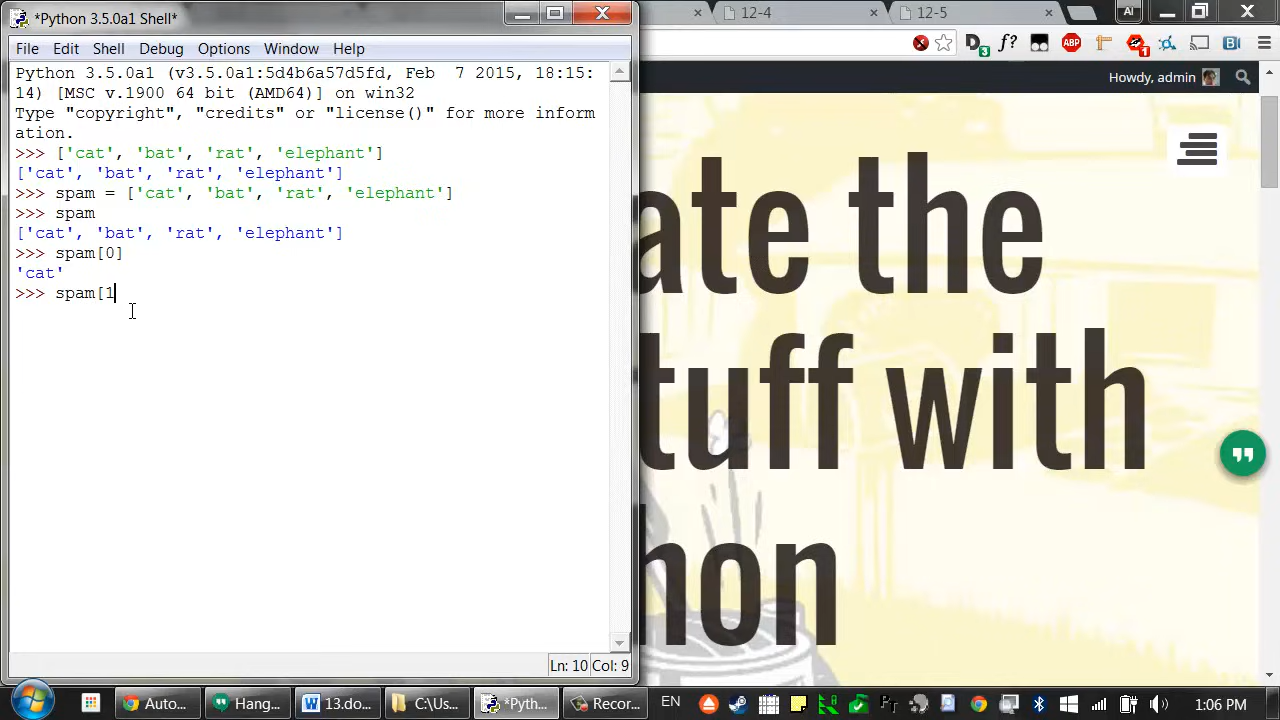 *Python 3.5.0a1 Shell*
File Edit Shell Debug Options Window Help
Python 3.5.0a1 (v3.5.0a1:5d4b6a57d5fd, Feb  7 2015, 18:15:
14) [MSC v.1900 64 bit (AMD64)] on win32
Type "copyright", "credits" or "license()" for more inform
ation.
>>> ['cat', 'bat', 'rat', 'elephant']
['cat', 'bat', 'rat', 'elephant']
>>> spam = ['cat', 'bat', 'rat', 'elephant']
>>> spam
['cat', 'bat', 'rat', 'elephant']
>>> spam[0]
'cat'
>>> spam[1
Ln: 10 Col: 9
12-4 12-5 Al
D 3 f? ABP 1 B
Howdy, admin
ate the
tuff with
hon
Auto... Hang... 13.do... C:\Us... *Pyth... Recor... EN 1:06 PM